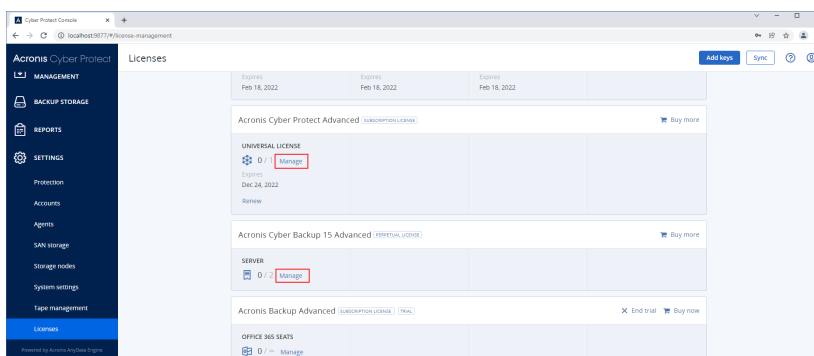 Cyber Protect Console
localhost:9877/#/license-management
Acronis Cyber Protect
Licenses
Add keys
Sync
MANAGEMENT
BACKUP STORAGE
REPORTS
SETTINGS
Protection
Accounts
Agents
SAN storage
Storage nodes
System settings
Tape management
Licenses
Powered by Acronis AnyData Engine
Expires Expires Expires
Feb 18, 2022 Feb 18, 2022 Feb 18, 2022
Acronis Cyber Protect Advanced SUBSCRIPTION LICENSE Buy more
UNIVERSAL LICENSE
0 / 1 Manage
Expires
Dec 24, 2022
Renew
Acronis Cyber Backup 15 Advanced PERPETUAL LICENSE Buy more
SERVER
0 / 2 Manage
Acronis Backup Advanced SUBSCRIPTION LICENSE TRIAL End trial Buy now
OFFICE 365 SEATS
0 / ∞ Manage